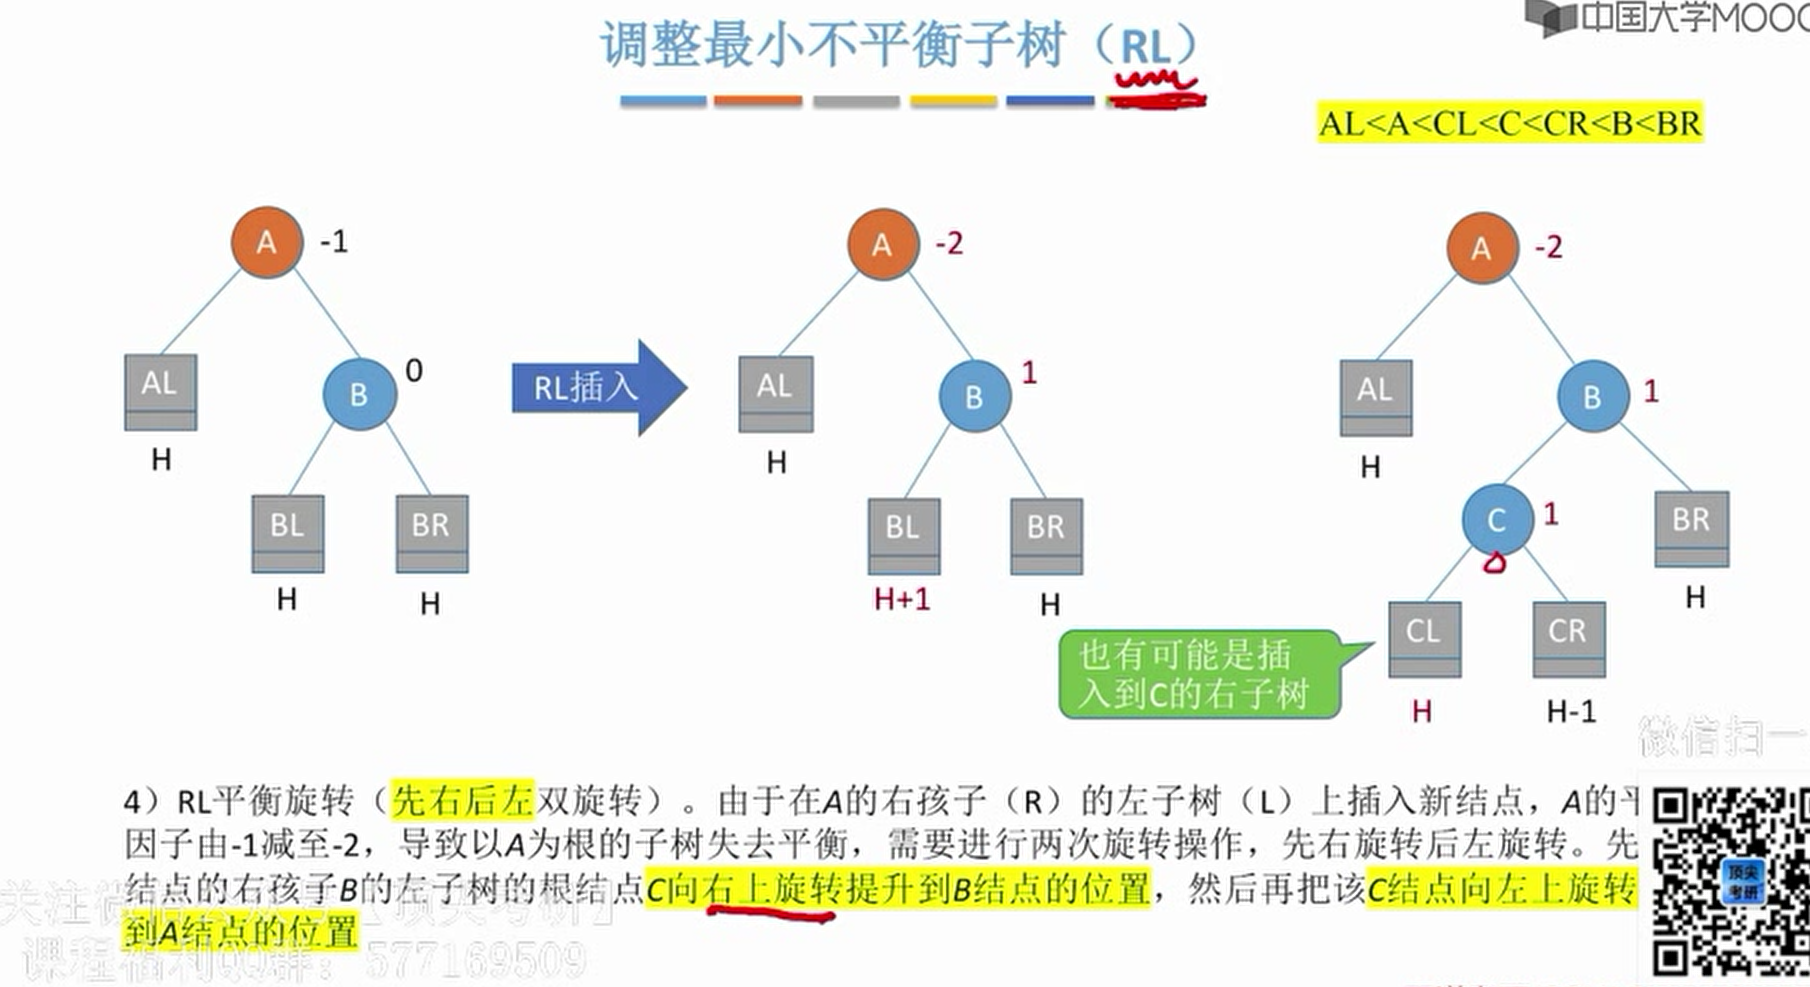 调整最小不平衡子树（RL）
中国大学MOOC
AL<A<CL<C<CR<B<BR
A -1
AL
H
B 0
BL
H
BR
H
RL插入
A -2
AL
H
B 1
BL
H+1
BR
H
A -2
AL
H
B 1
C 1
BR
H
CL
H
CR
H-1
也有可能是插
入到C的右子树
微信扫一
4）RL平衡旋转（先右后左双旋转）。由于在A的右孩子（R）的左子树（L）上插入新结点，A的平
因子由-1减至-2，导致以A为根的子树失去平衡，需要进行两次旋转操作，先右旋转后左旋转。先
结点的右孩子B的左子树的根结点C向右上旋转提升到B结点的位置，然后再把该C结点向左上旋转
到A结点的位置
关注微
【顶尖考研】
课程福利QQ群：577169509
顶尖
考研